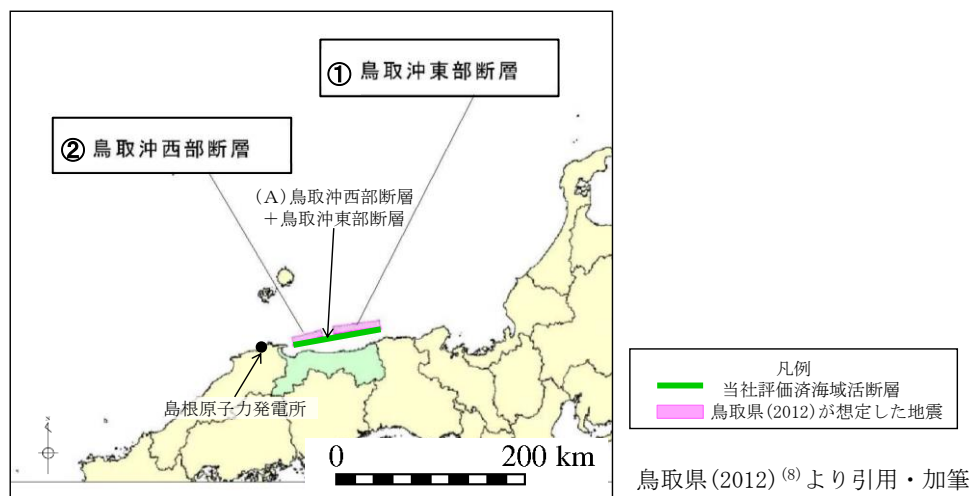 ① 鳥取沖東部断層
② 鳥取沖西部断層
(A)鳥取沖西部断層
+鳥取沖東部断層
島根原子力発電所
0 200 km
凡例
当社評価済海域活断層
鳥取県(2012)が想定した地震
鳥取県(2012)⁽⁸⁾より引用・加筆